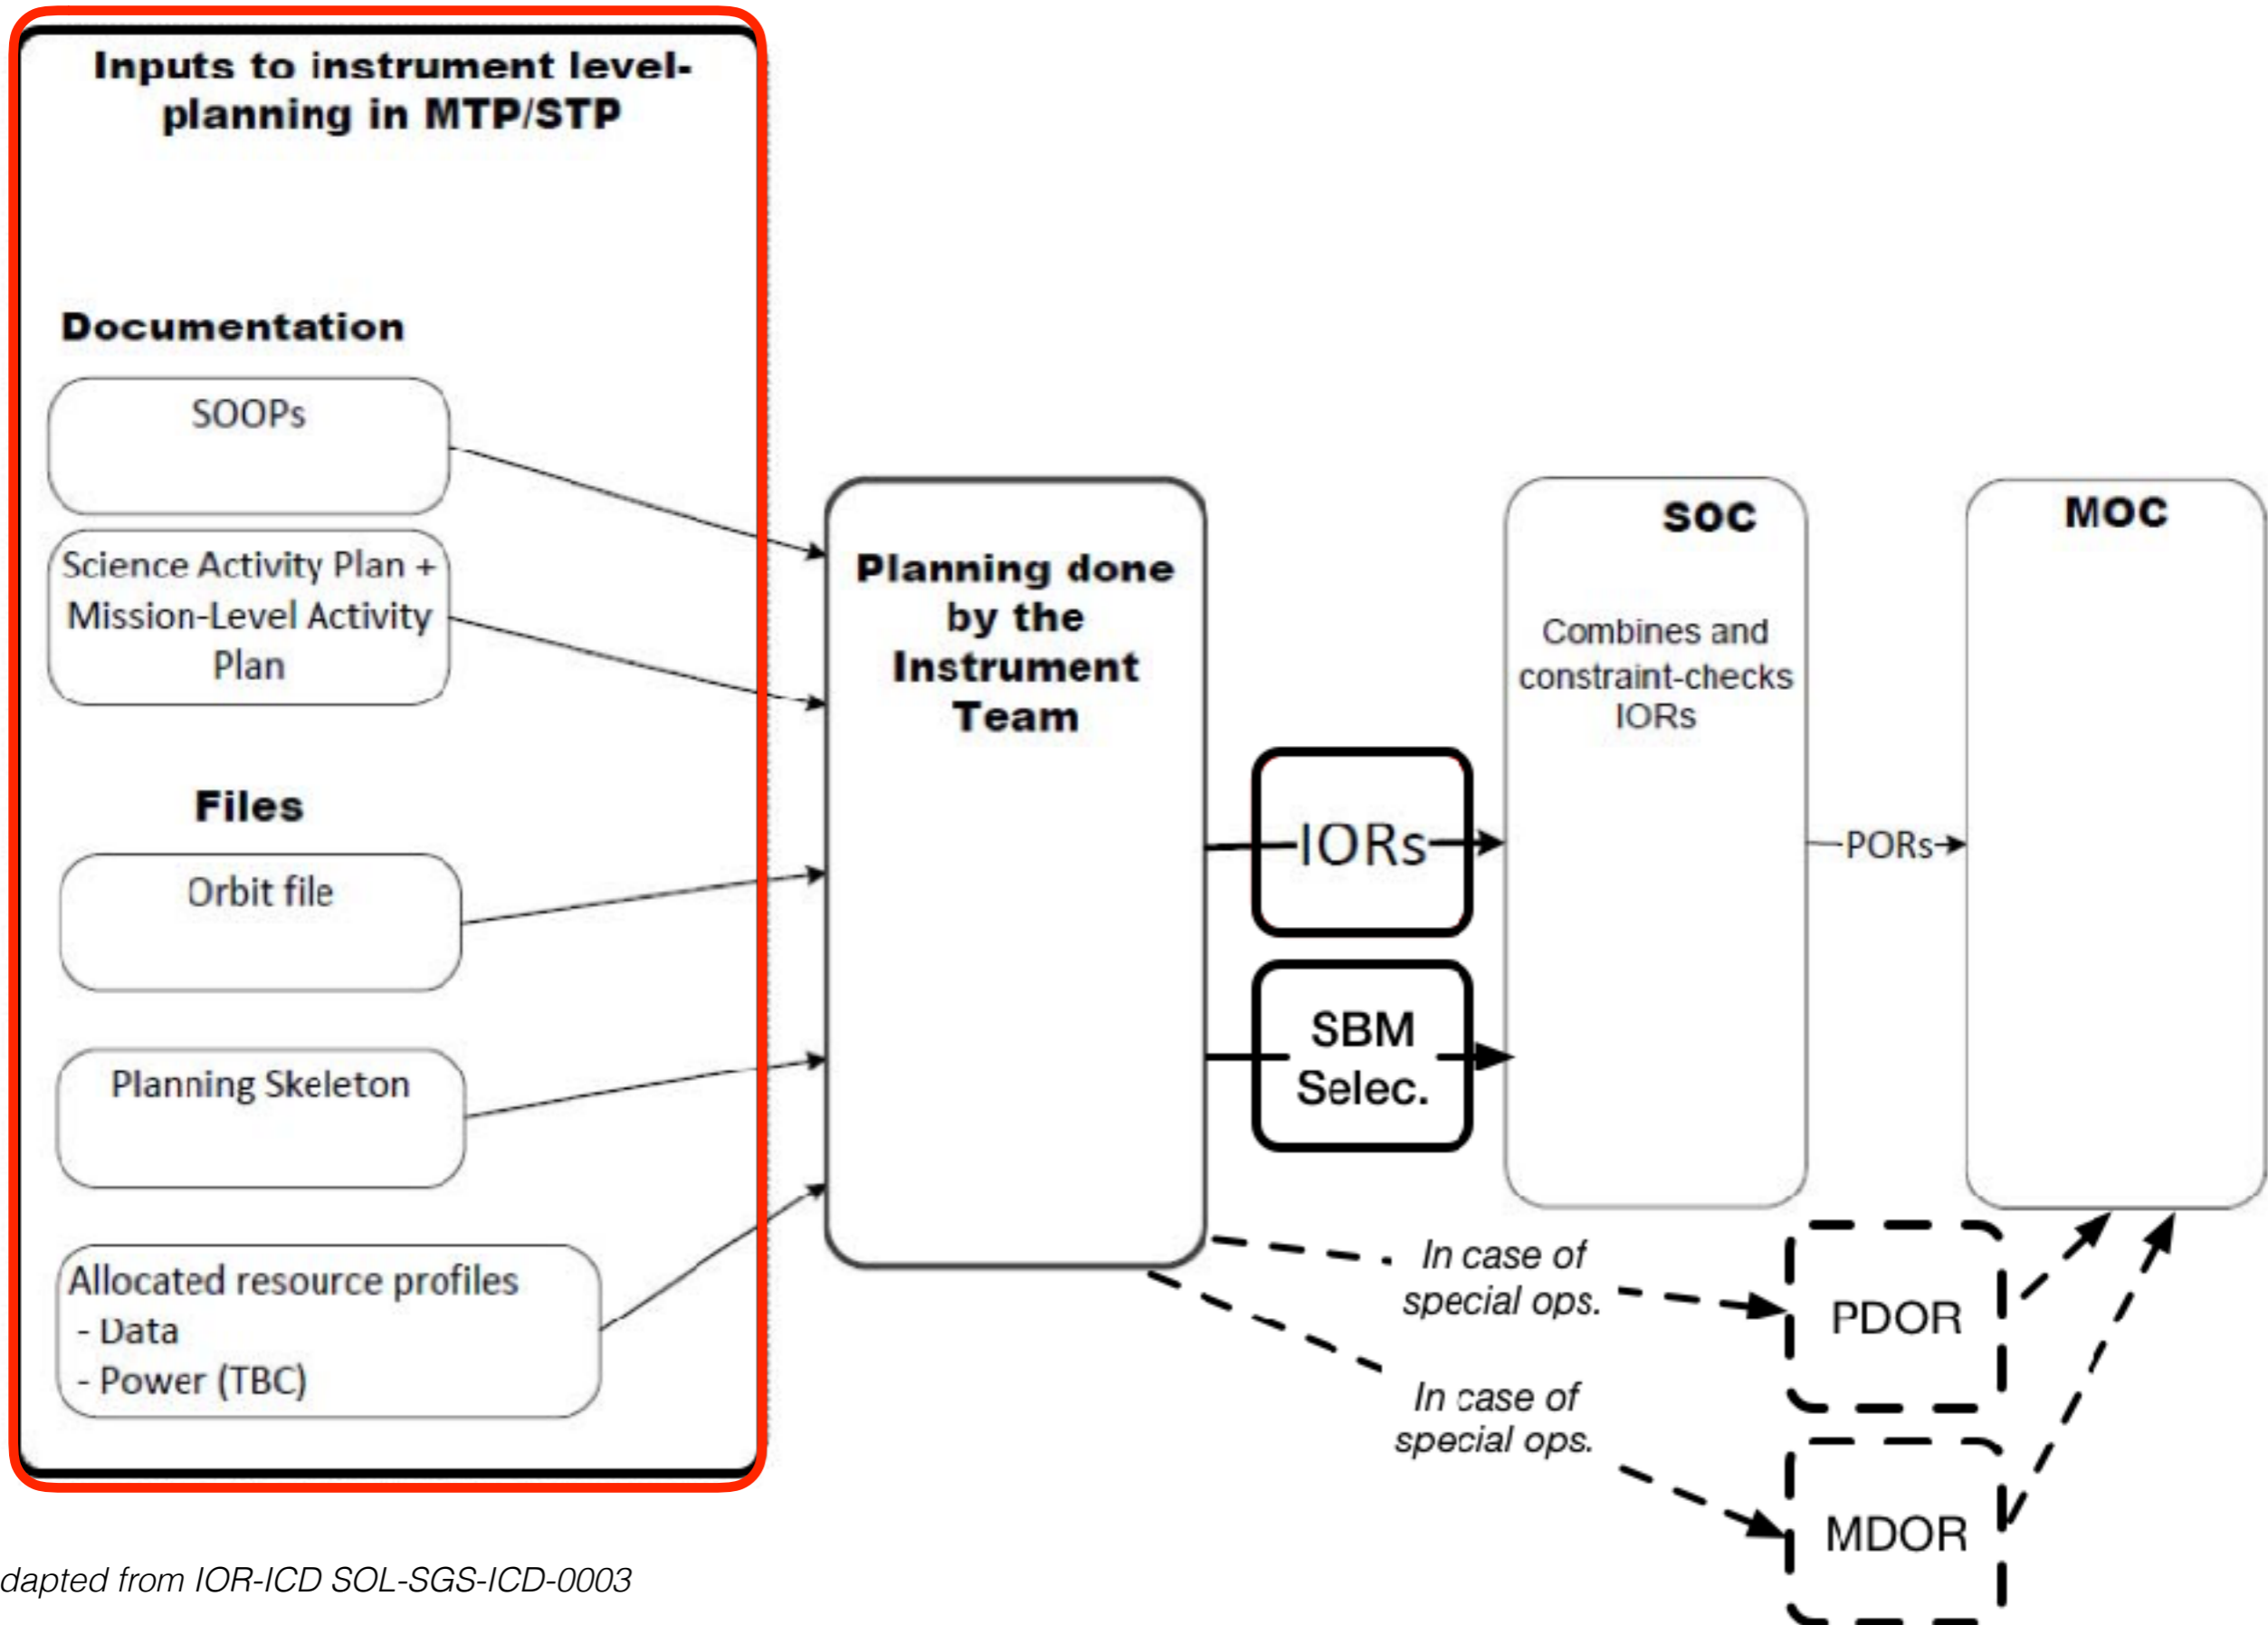 Inputs to instrument level-
planning in MTP/STP
Documentation
SOOPs
Science Activity Plan +
Mission-Level Activity
Plan
Files
Orbit file
Planning Skeleton
Allocated resource profiles
- Data
- Power (TBC)
Planning done
by the
Instrument
Team
IORs
SBM
Selec.
SOC
Combines and
constraint-checks
IORs
PORs
MOC
In case of
special ops.
PDOR
In case of
special ops.
MDOR
dapted from IOR-ICD SOL-SGS-ICD-0003